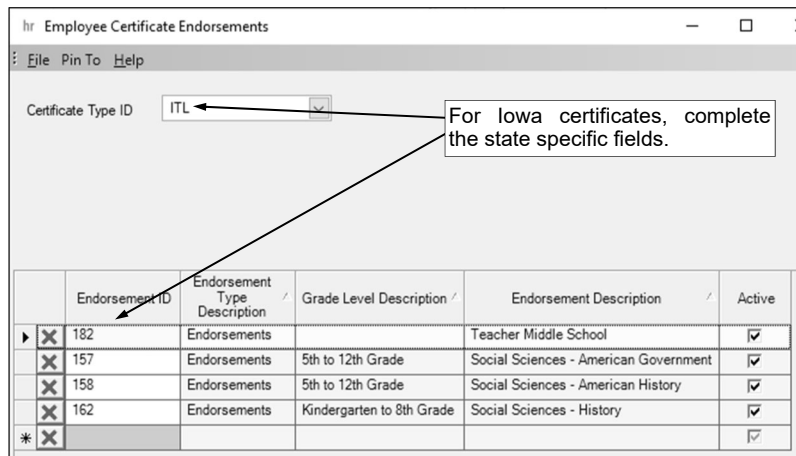 hr Employee Certificate Endorsements
File Pin To Help
Certificate Type ID ITL
For Iowa certificates, complete
the state specific fields.
Endorsement ID Endorsement Type Description Grade Level Description Endorsement Description Active
182 Endorsements Teacher Middle School
157 Endorsements 5th to 12th Grade Social Sciences - American Government
158 Endorsements 5th to 12th Grade Social Sciences - American History
162 Endorsements Kindergarten to 8th Grade Social Sciences - History